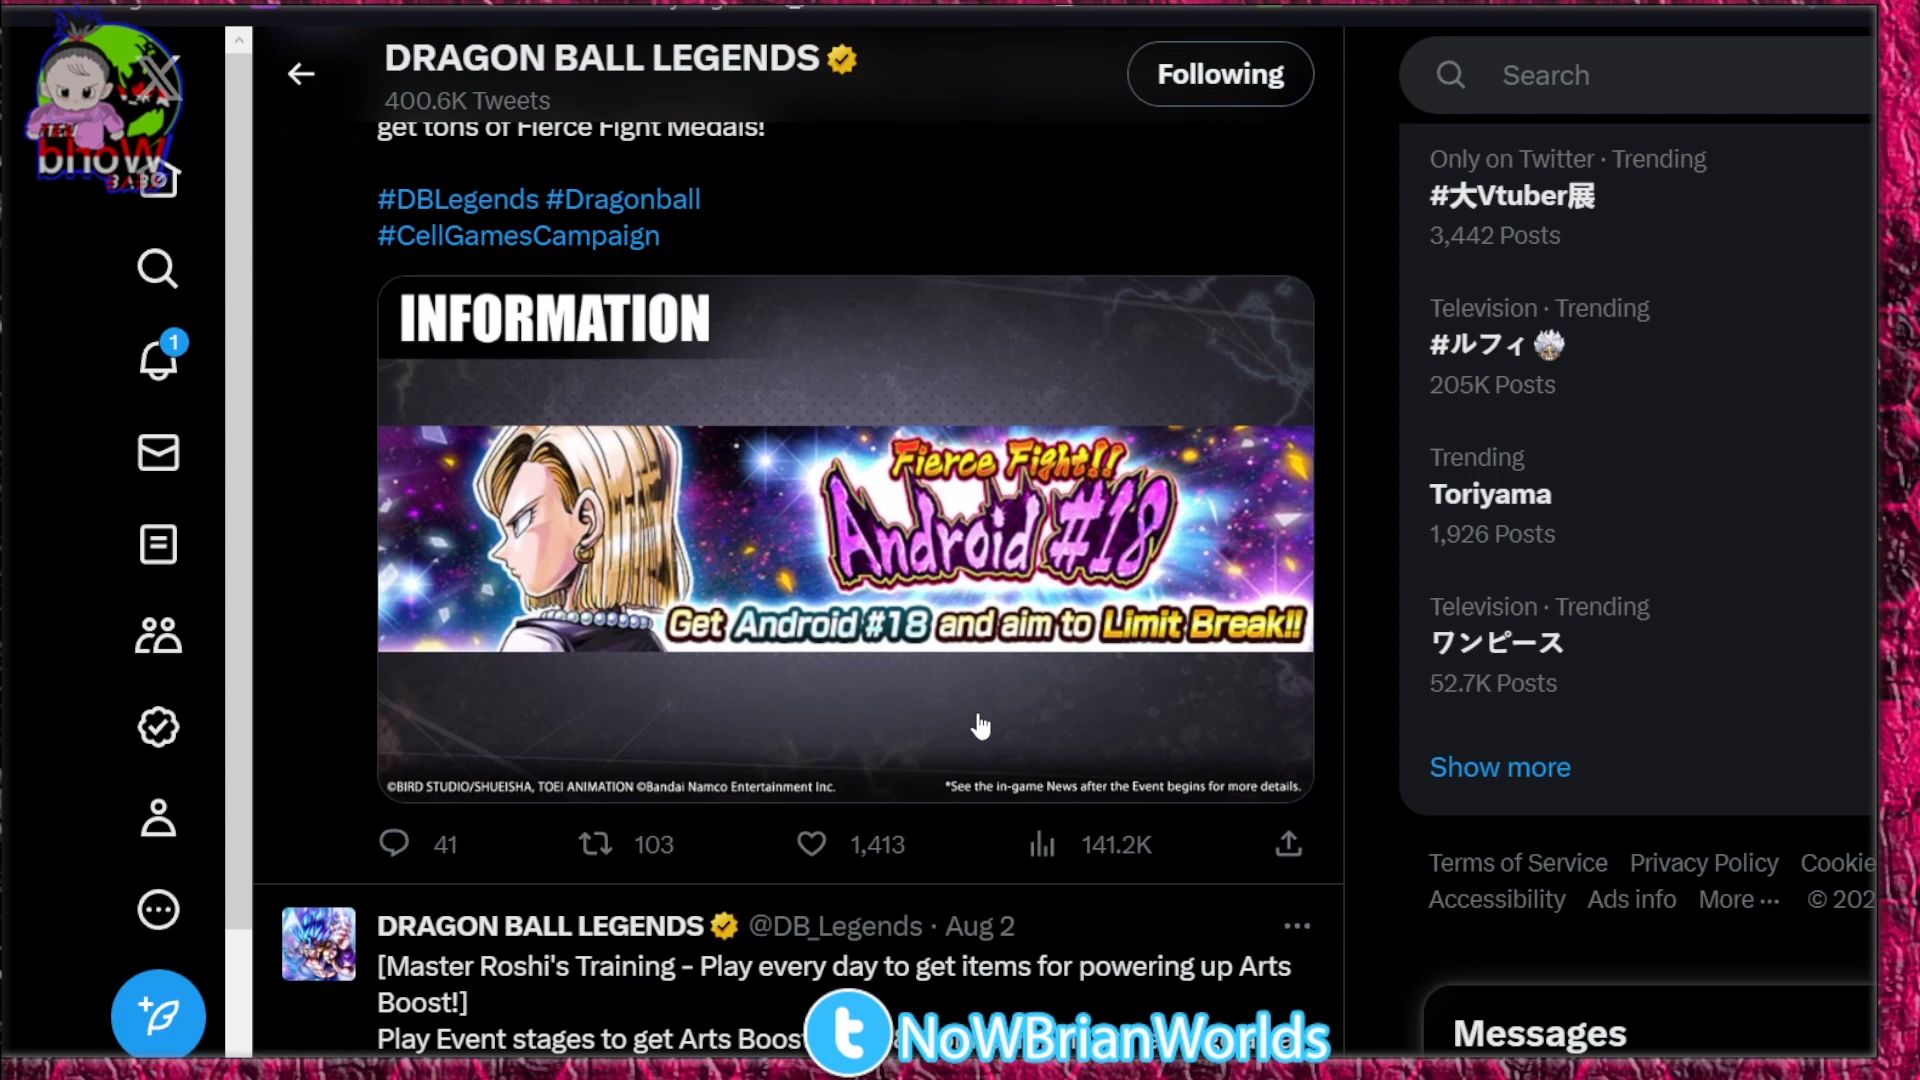 DRAGON BALL LEGENDS
400.6K Tweets
Following
Search
get tons of Fierce Fight Medals!
#DBLegends #Dragonball
#CellGamesCampaign
INFORMATION
Fierce Fight!!
Android #18
Get Android #18 and aim to Limit Break!!
©BIRD STUDIO/SHUEISHA, TOEI ANIMATION ©Bandai Namco Entertainment Inc.
*See the in-game News after the Event begins for more details.
41
103
1,413
141.2K
DRAGON BALL LEGENDS @DB_Legends · Aug 2
[Master Roshi's Training - Play every day to get items for powering up Arts
Boost!]
Play Event stages to get Arts Boos
NoWBrianWorlds
Only on Twitter · Trending
#大Vtuber展
3,442 Posts
Television · Trending
#ルフィ
205K Posts
Trending
Toriyama
1,926 Posts
Television · Trending
ワンピース
52.7K Posts
Show more
Terms of Service Privacy Policy Cookie
Accessibility Ads info More ··· © 202
Messages
1
bhoW